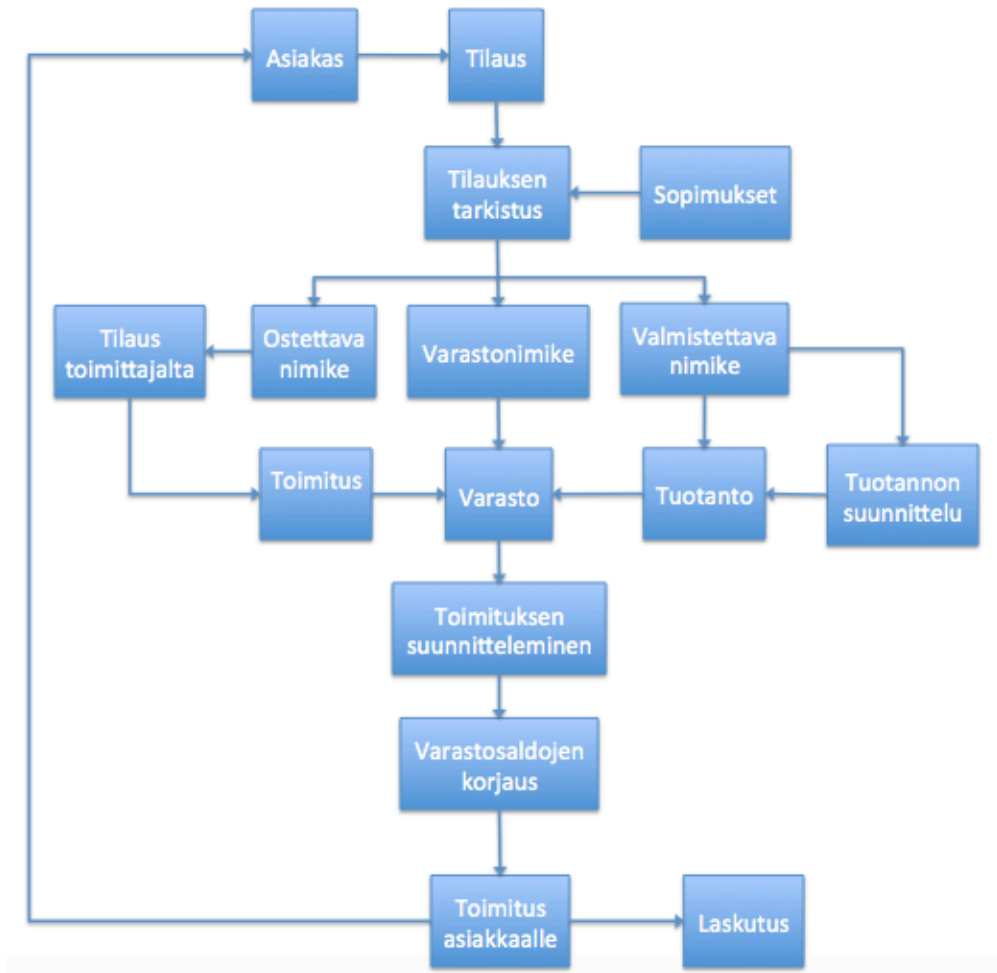 Asiakas
Tilaus
Tilauksen
tarkistus
Sopimukset
Tilaus
toimittajalta
Ostettava
nimike
Varastonimike
Valmistettava
nimike
Toimitus
Varasto
Tuotanto
Tuotannon
suunnittelu
Toimituksen
suunnitteleminen
Varastosaldojen
korjaus
Toimitus
asiakkaalle
Laskutus